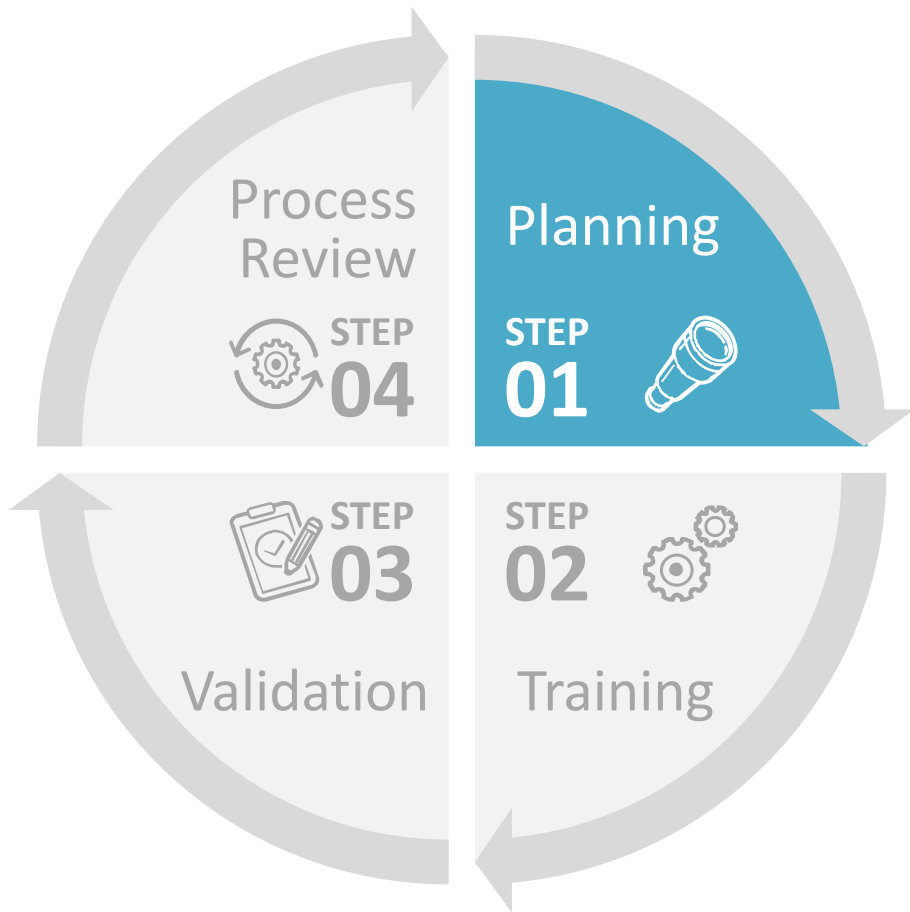 Planning
STEP
01
STEP
02
Training
STEP
03
Validation
Process
Review
STEP
04